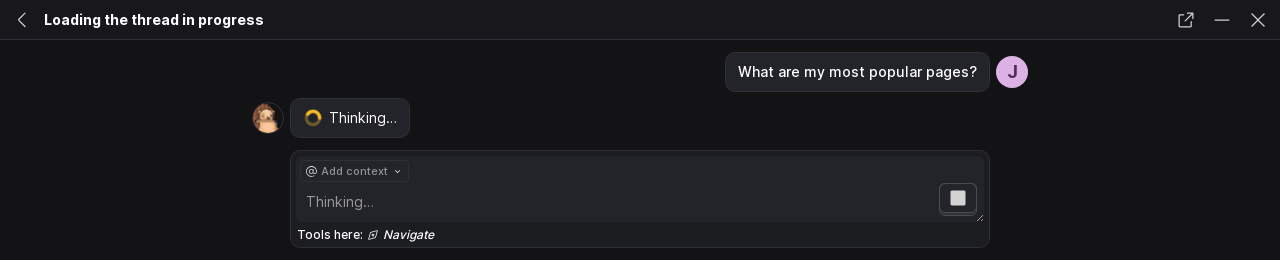 Loading the thread in progress
What are my most popular pages?
J
Thinking...
@ Add context
Thinking...
Tools here: Navigate